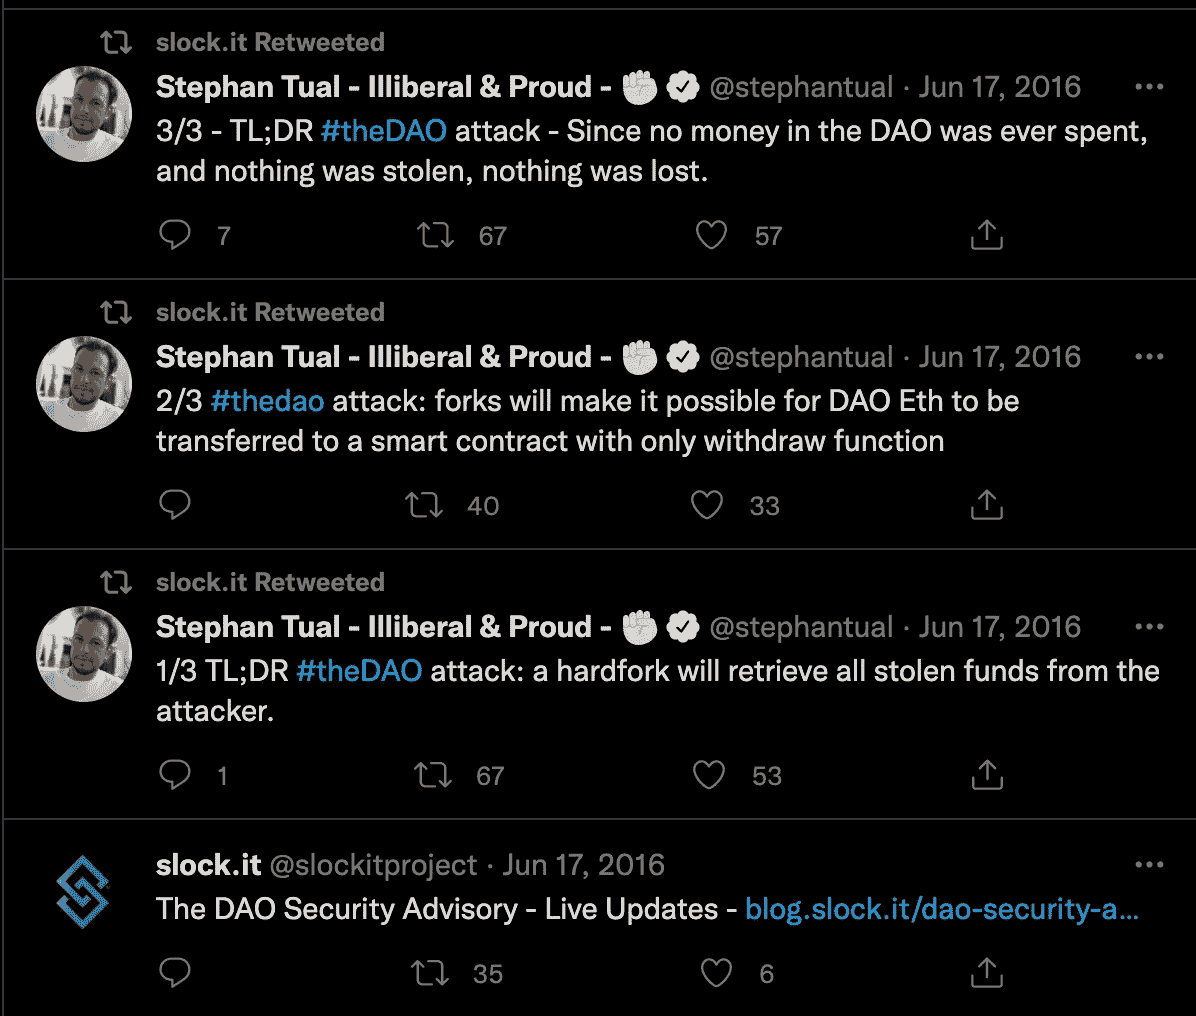 slock.it Retweeted
Stephan Tual - Illiberal & Proud - ✊ @stephantual · Jun 17, 2016
3/3 - TL;DR #theDAO attack - Since no money in the DAO was ever spent,
and nothing was stolen, nothing was lost.
7 67 57
slock.it Retweeted
Stephan Tual - Illiberal & Proud - ✊ @stephantual · Jun 17, 2016
2/3 #thedao attack: forks will make it possible for DAO Eth to be
transferred to a smart contract with only withdraw function
40 33
slock.it Retweeted
Stephan Tual - Illiberal & Proud - ✊ @stephantual · Jun 17, 2016
1/3 TL;DR #theDAO attack: a hardfork will retrieve all stolen funds from the
attacker.
1 67 53
slock.it @slockitproject · Jun 17, 2016
The DAO Security Advisory - Live Updates - blog.slock.it/dao-security-a...
35 6